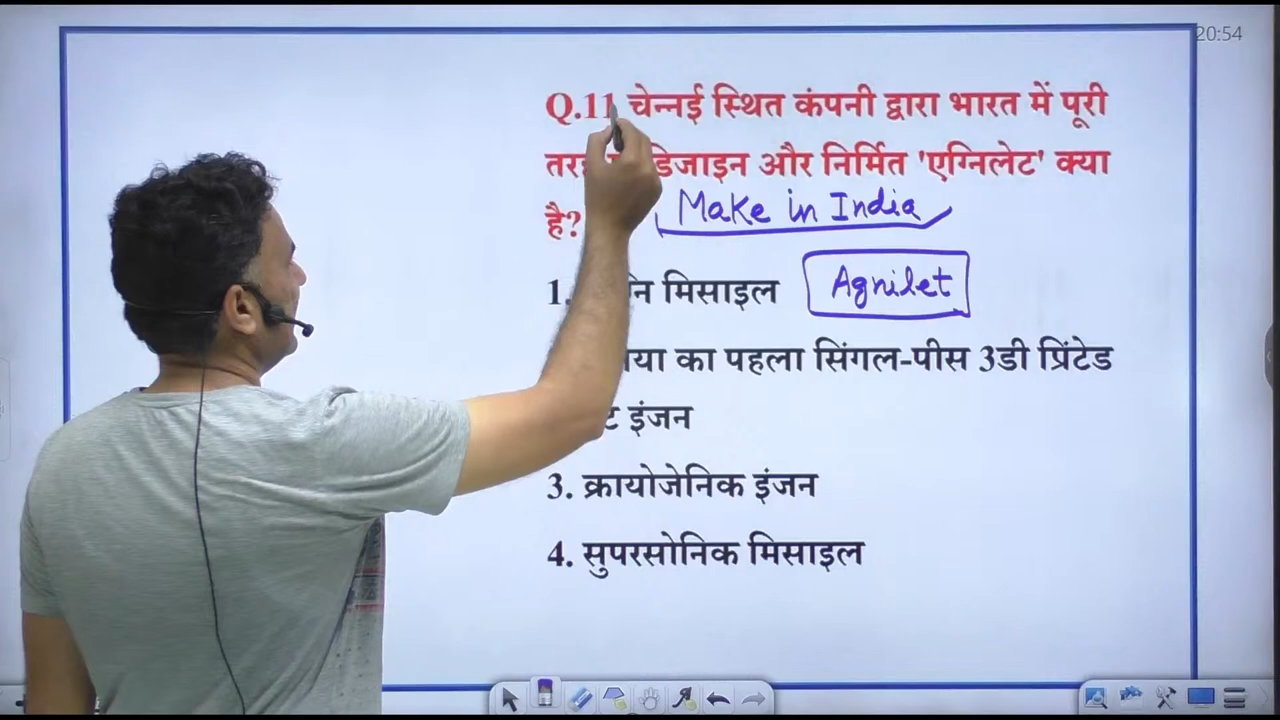 20:54
Q.11 चेन्नई स्थित कंपनी द्वारा भारत में पूरी
डिजाइन और निर्मित 'एग्निलेट' क्या
है? Make in India
1. मिसाइल Agnilet
का पहला सिंगल-पीस 3डी प्रिंटेड
इंजन
3. क्रायोजेनिक इंजन
4. सुपरसोनिक मिसाइल